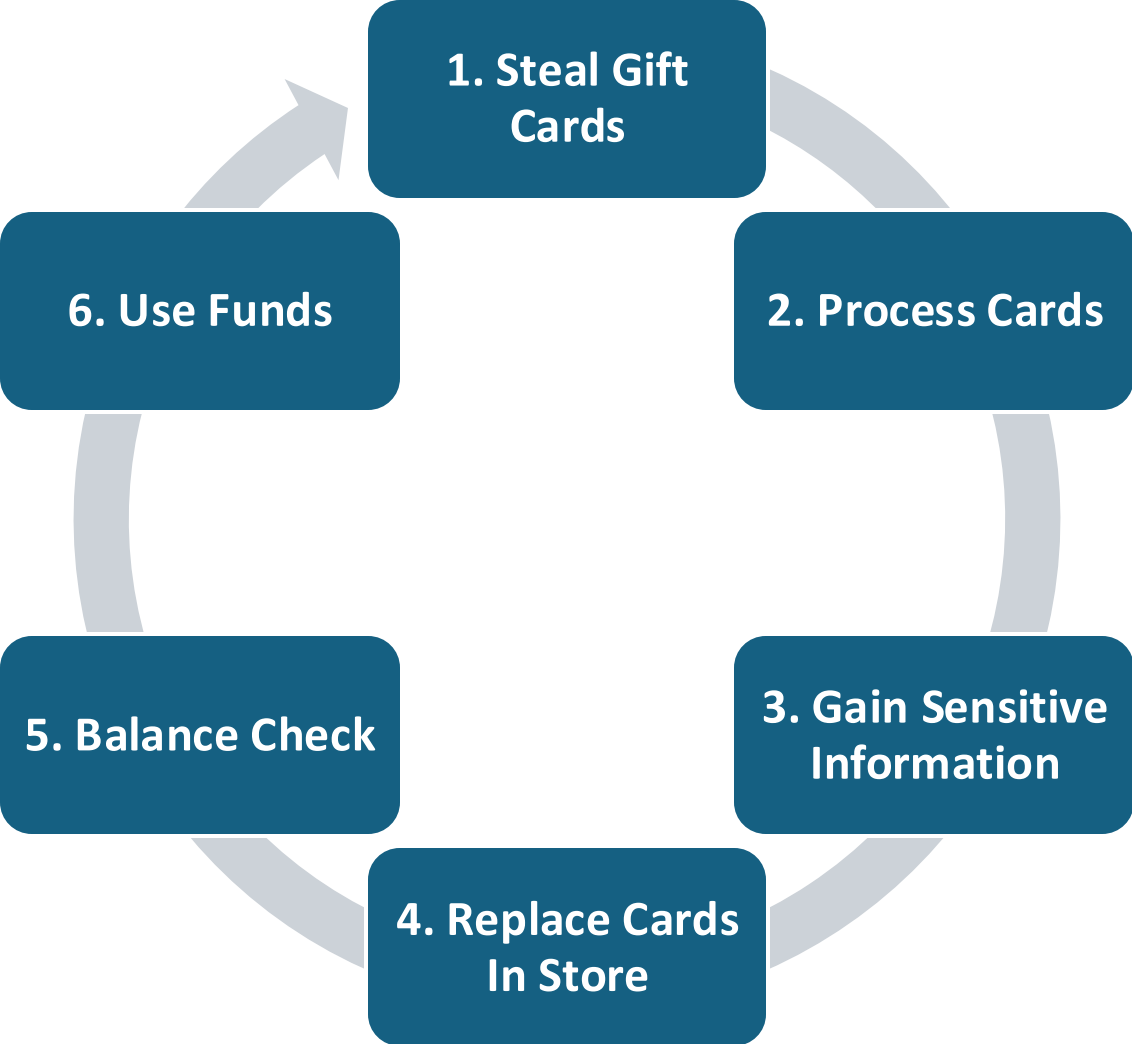 1. Steal Gift
Cards
2. Process Cards
3. Gain Sensitive
Information
4. Replace Cards
In Store
5. Balance Check
6. Use Funds